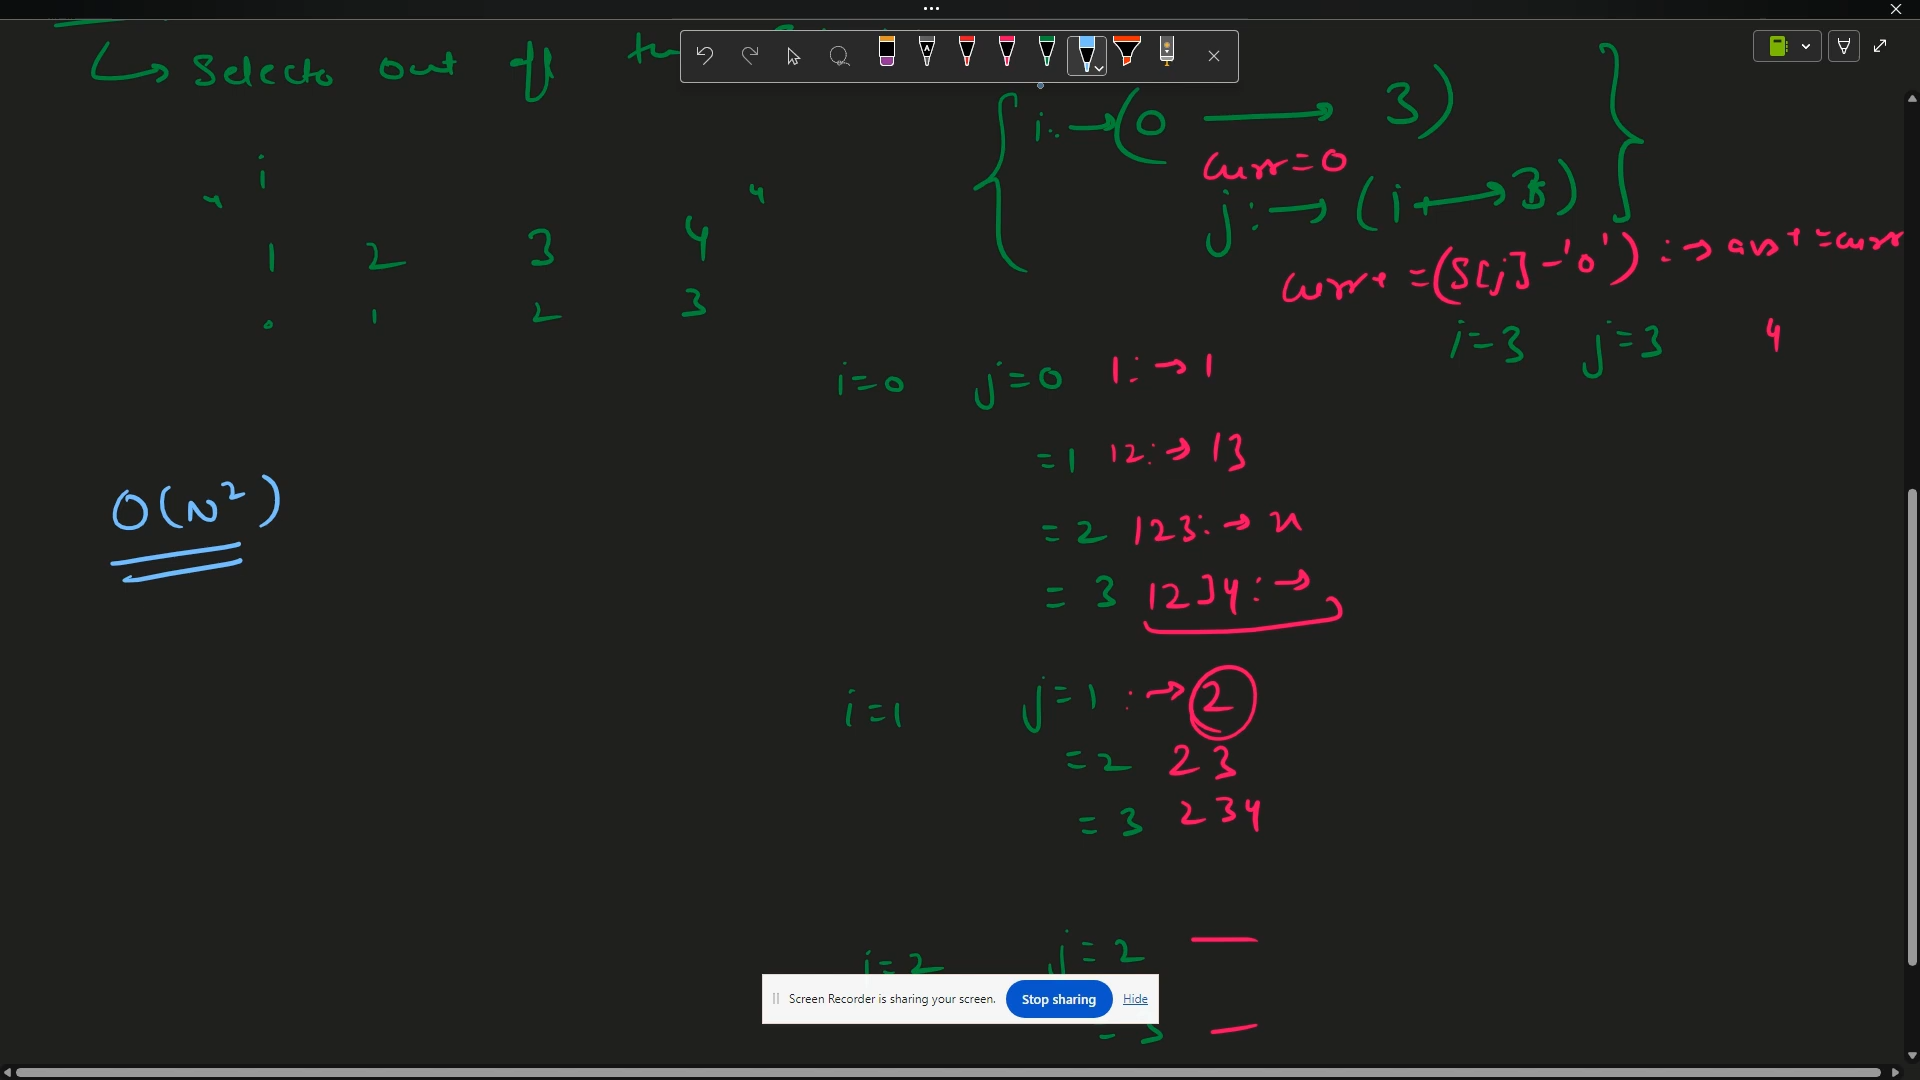 ↳ Selects out of
i: → (0 → 3)
curr=0
j: → (i → 3)
curr+=(S[j]-'0') :→ ans+=curr
i
" 1 2 3 4 "
0 1 2 3
i=3 j=3 4
i=0 j=0 1: → 1
=1 12: → 13
O(N²)
=2 123: →
=3 1234: →
i=1 j=1 : → 2
=2 23
=3 234
i=2 j=2
Screen Recorder is sharing your screen. Stop sharing Hide
=3